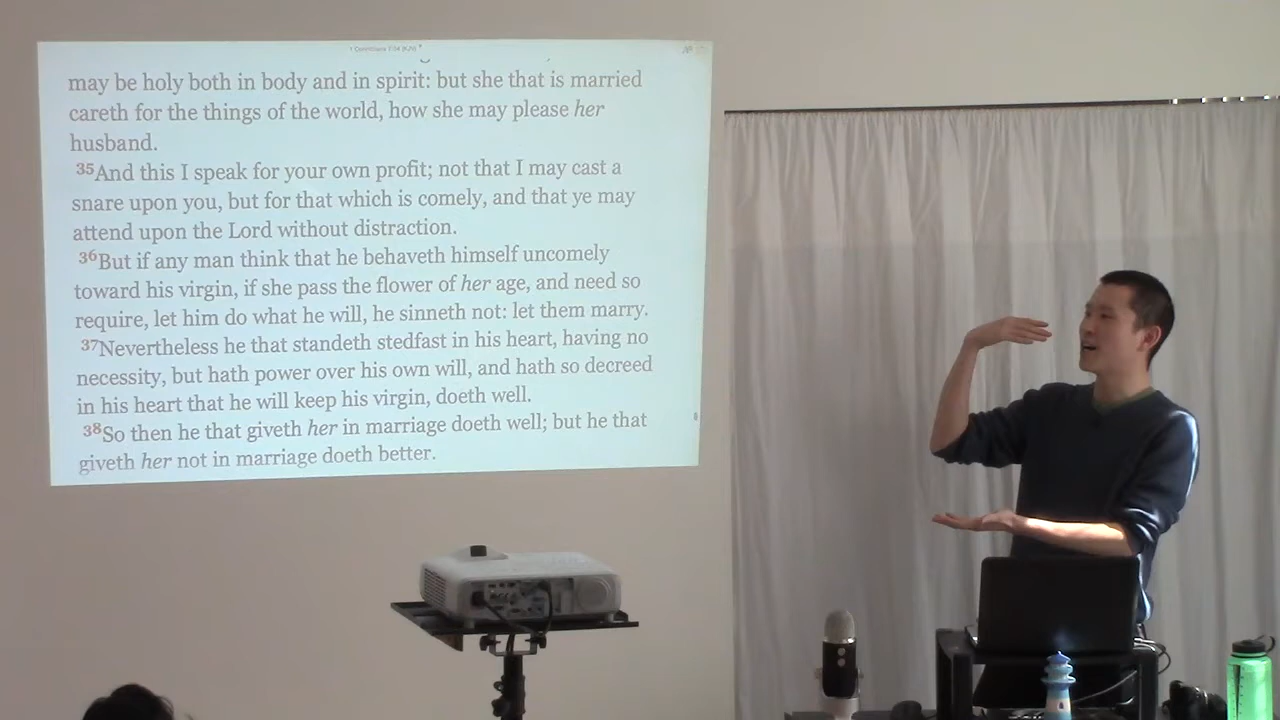 1 Corinthians 7:34 (KJV)
may be holy both in body and in spirit: but she that is married
careth for the things of the world, how she may please her
husband.
35And this I speak for your own profit; not that I may cast a
snare upon you, but for that which is comely, and that ye may
attend upon the Lord without distraction.
36But if any man think that he behaveth himself uncomely
toward his virgin, if she pass the flower of her age, and need so
require, let him do what he will, he sinneth not: let them marry.
37Nevertheless he that standeth stedfast in his heart, having no
necessity, but hath power over his own will, and hath so decreed
in his heart that he will keep his virgin, doeth well.
38So then he that giveth her in marriage doeth well; but he that
giveth her not in marriage doeth better.